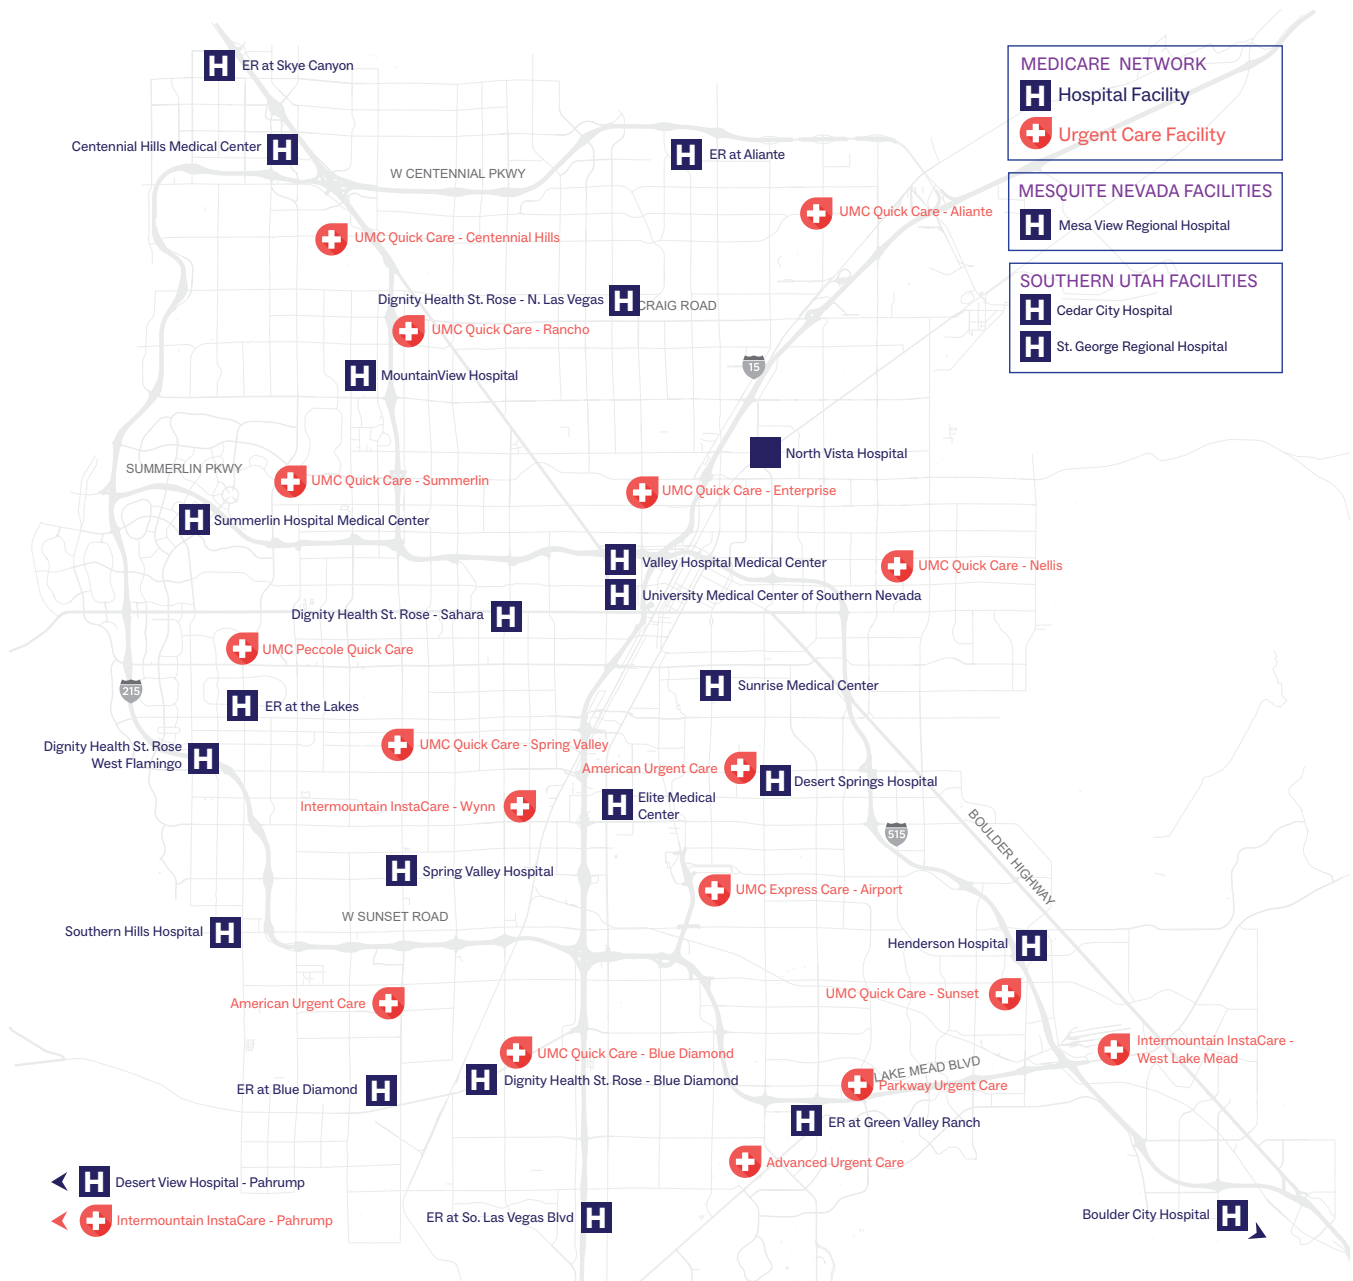 ER at Skye Canyon
MEDICARE NETWORK
H Hospital Facility
Urgent Care Facility
Centennial Hills Medical Center
ER at Aliante
W CENTENNIAL PKWY
MESQUITE NEVADA FACILITIES
H Mesa View Regional Hospital
UMC Quick Care - Aliante
UMC Quick Care - Centennial Hills
SOUTHERN UTAH FACILITIES
H Cedar City Hospital
H St. George Regional Hospital
Dignity Health St. Rose - N. Las Vegas
CRAIG ROAD
UMC Quick Care - Rancho
15
MountainView Hospital
North Vista Hospital
SUMMERLIN PKWY
UMC Quick Care - Summerlin
UMC Quick Care - Enterprise
Summerlin Hospital Medical Center
Valley Hospital Medical Center
UMC Quick Care - Nellis
University Medical Center of Southern Nevada
Dignity Health St. Rose - Sahara
UMC Peccole Quick Care
215
Sunrise Medical Center
ER at the Lakes
Dignity Health St. Rose
West Flamingo
UMC Quick Care - Spring Valley
American Urgent Care
Desert Springs Hospital
Intermountain InstaCare - Wynn
Elite Medical
Center
515
BOULDER HIGHWAY
Spring Valley Hospital
UMC Express Care - Airport
W SUNSET ROAD
Southern Hills Hospital
Henderson Hospital
UMC Quick Care - Sunset
American Urgent Care
Intermountain InstaCare -
West Lake Mead
UMC Quick Care - Blue Diamond
LAKE MEAD BLVD
Parkway Urgent Care
Dignity Health St. Rose - Blue Diamond
ER at Blue Diamond
ER at Green Valley Ranch
Advanced Urgent Care
Desert View Hospital - Pahrump
Intermountain InstaCare - Pahrump
ER at So. Las Vegas Blvd
Boulder City Hospital